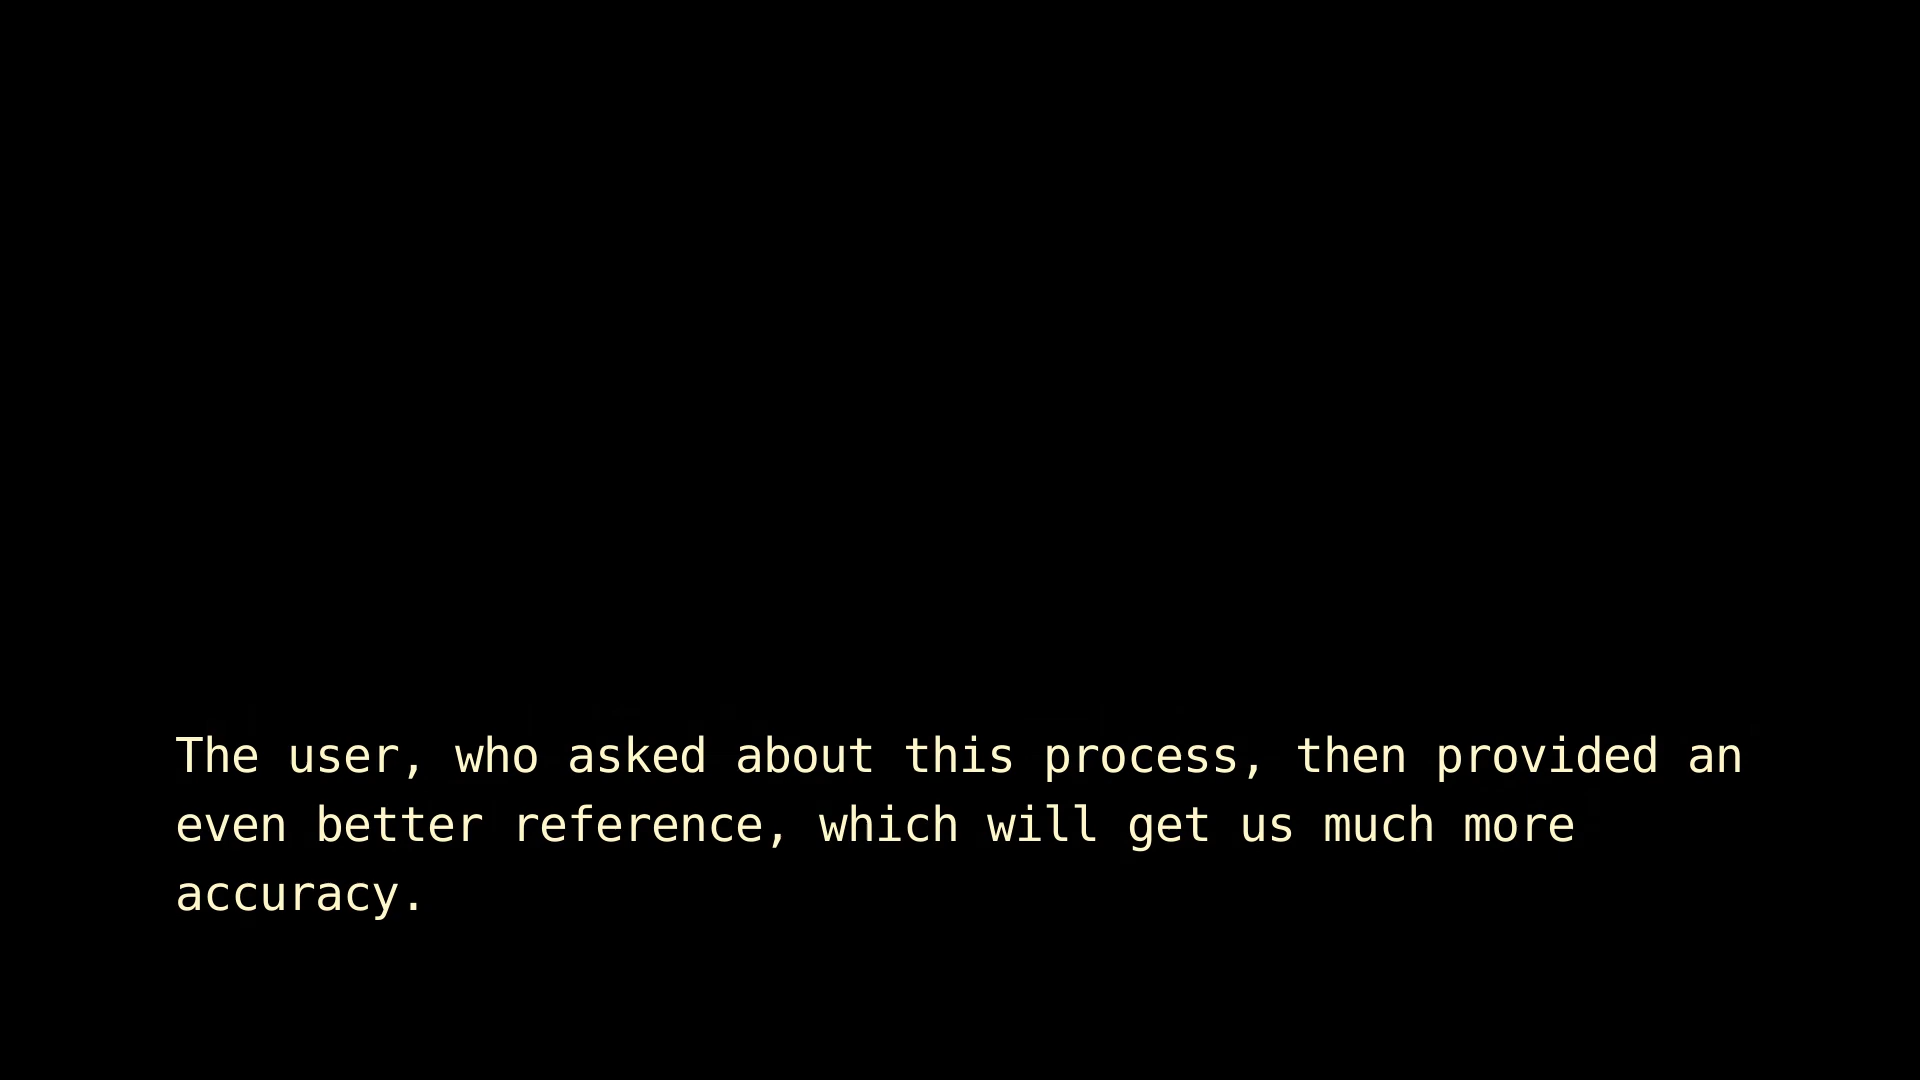 The user, who asked about this process, then provided an
even better reference, which will get us much more
accuracy.